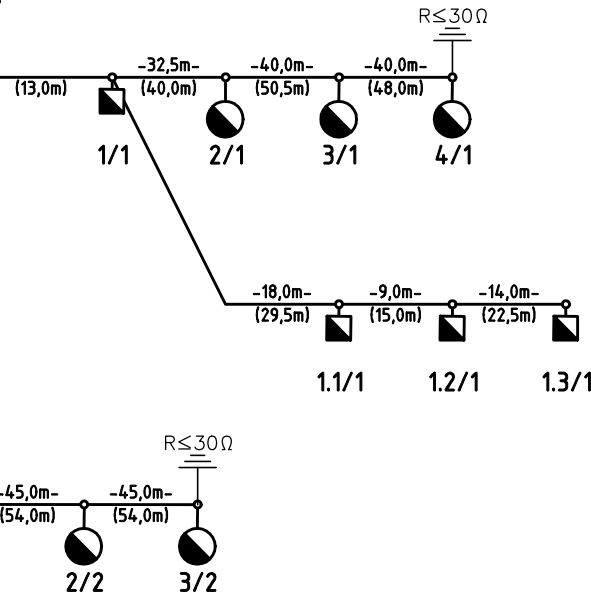 R≤30Ω
-32,5m- -40,0m- -40,0m-
(13,0m) (40,0m) (50,5m) (48,0m)
1/1 2/1 3/1 4/1
-18,0m- -9,0m- -14,0m-
(29,5m) (15,0m) (22,5m)
1.1/1 1.2/1 1.3/1
R≤30Ω
-45,0m- -45,0m-
(54,0m) (54,0m)
2/2 3/2